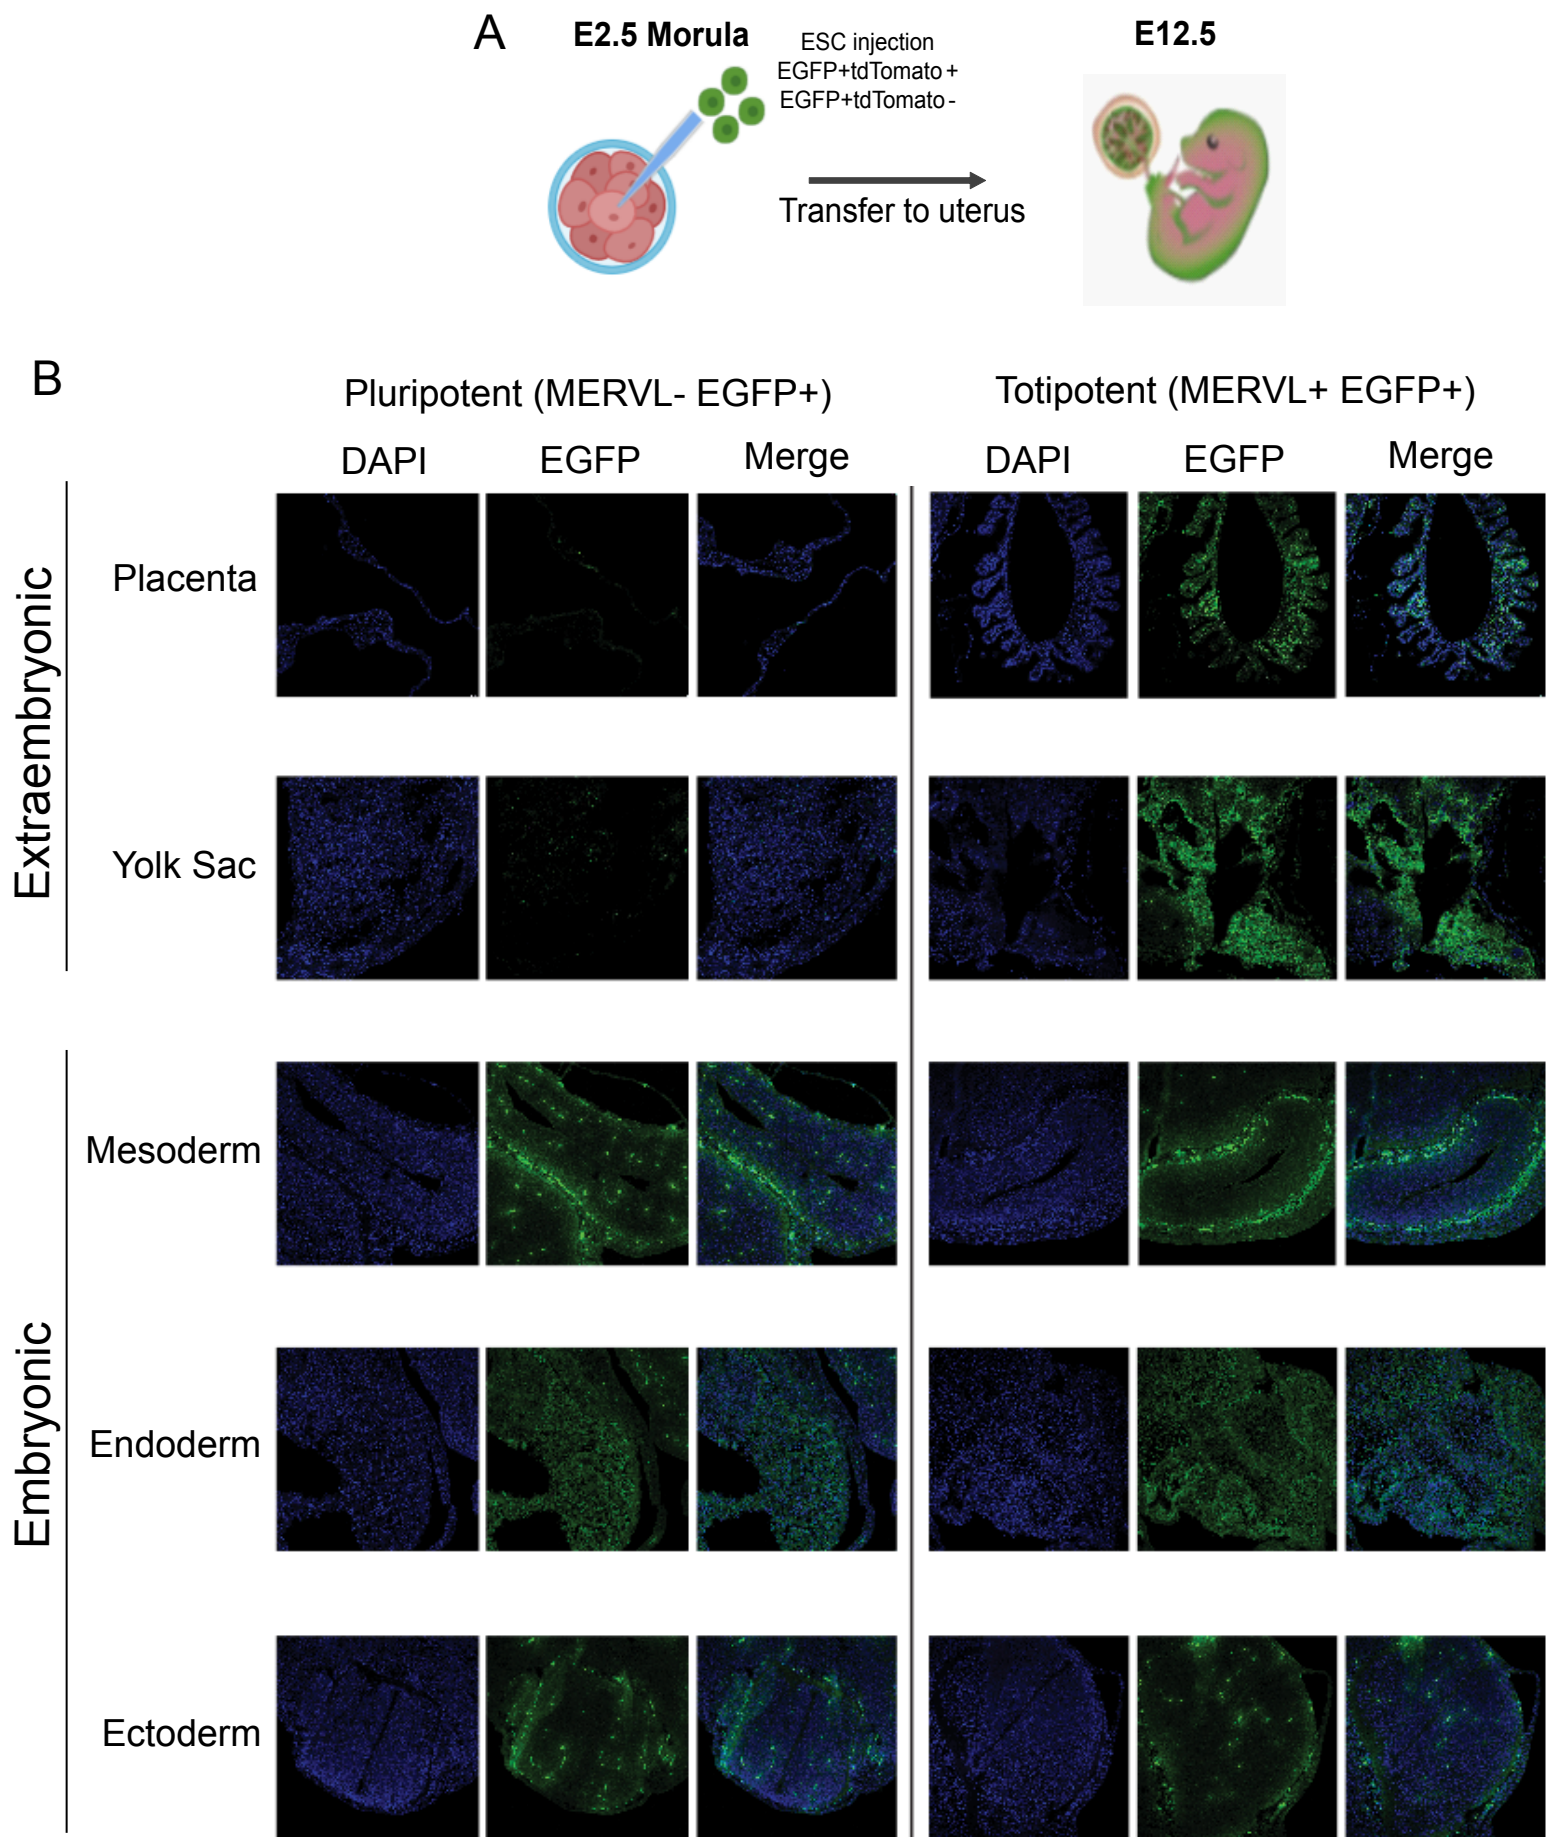 A
E2.5 Morula
ESC injection
EGFP+tdTomato+
EGFP+tdTomato-
E12.5
Transfer to uterus
B
Pluripotent (MERVL- EGFP+)
Totipotent (MERVL+ EGFP+)
DAPI
EGFP
Merge
DAPI
EGFP
Merge
Extraembryonic
Placenta
Yolk Sac
Embryonic
Mesoderm
Endoderm
Ectoderm